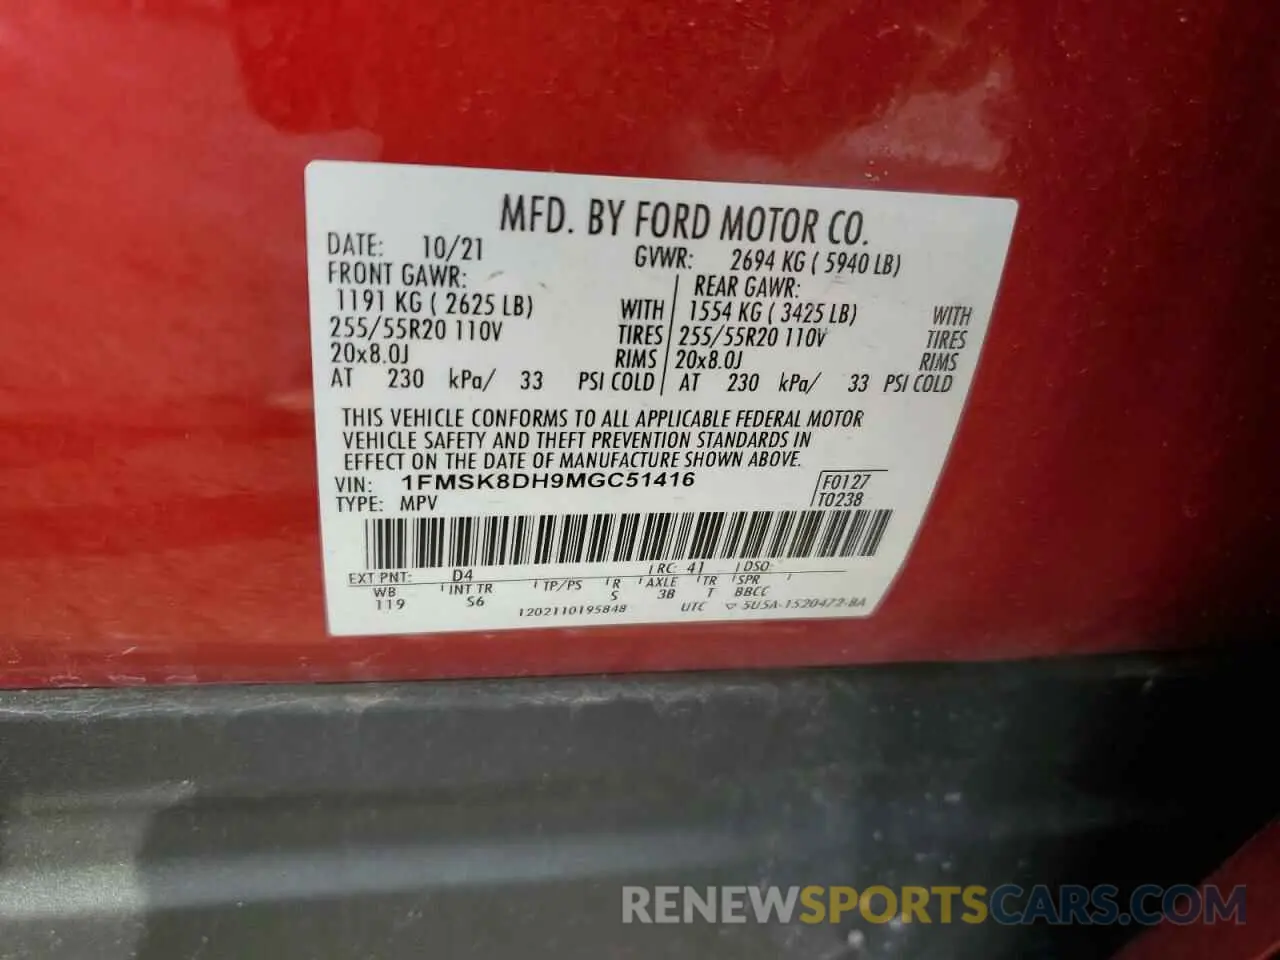 MFD. BY FORD MOTOR CO.
DATE: 10/21 GVWR: 2694 KG ( 5940 LB)
FRONT GAWR: REAR GAWR:
1191 KG ( 2625 LB) WITH 1554 KG ( 3425 LB) WITH
255/55R20 110V TIRES 255/55R20 110V TIRES
20x8.0J RIMS 20x8.0J RIMS
AT 230 kPa/ 33 PSI COLD AT 230 kPa/ 33 PSI COLD
THIS VEHICLE CONFORMS TO ALL APPLICABLE FEDERAL MOTOR
VEHICLE SAFETY AND THEFT PREVENTION STANDARDS IN
EFFECT ON THE DATE OF MANUFACTURE SHOWN ABOVE.
VIN: 1FMSK8DH9MGC51416 F0127
TYPE: MPV T0238
EXT PNT: D4 RC: 41 DSO:
WB INT TR TP/PS R AXLE TR SPR
119 S6 S 3B T BBCC
1202110195848 UTC ▽ 5U5A-1520472-BA
RENEWSPORTSCARS.COM